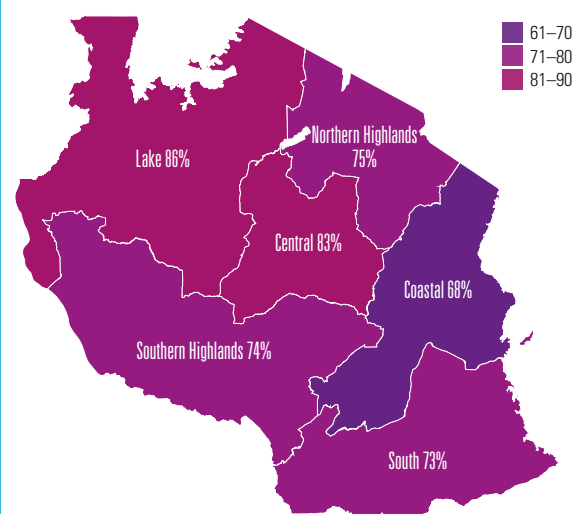 61–70
71–80
81–90
Northern Highlands
75%
Lake 86%
Central 83%
Coastal 68%
Southern Highlands 74%
South 73%